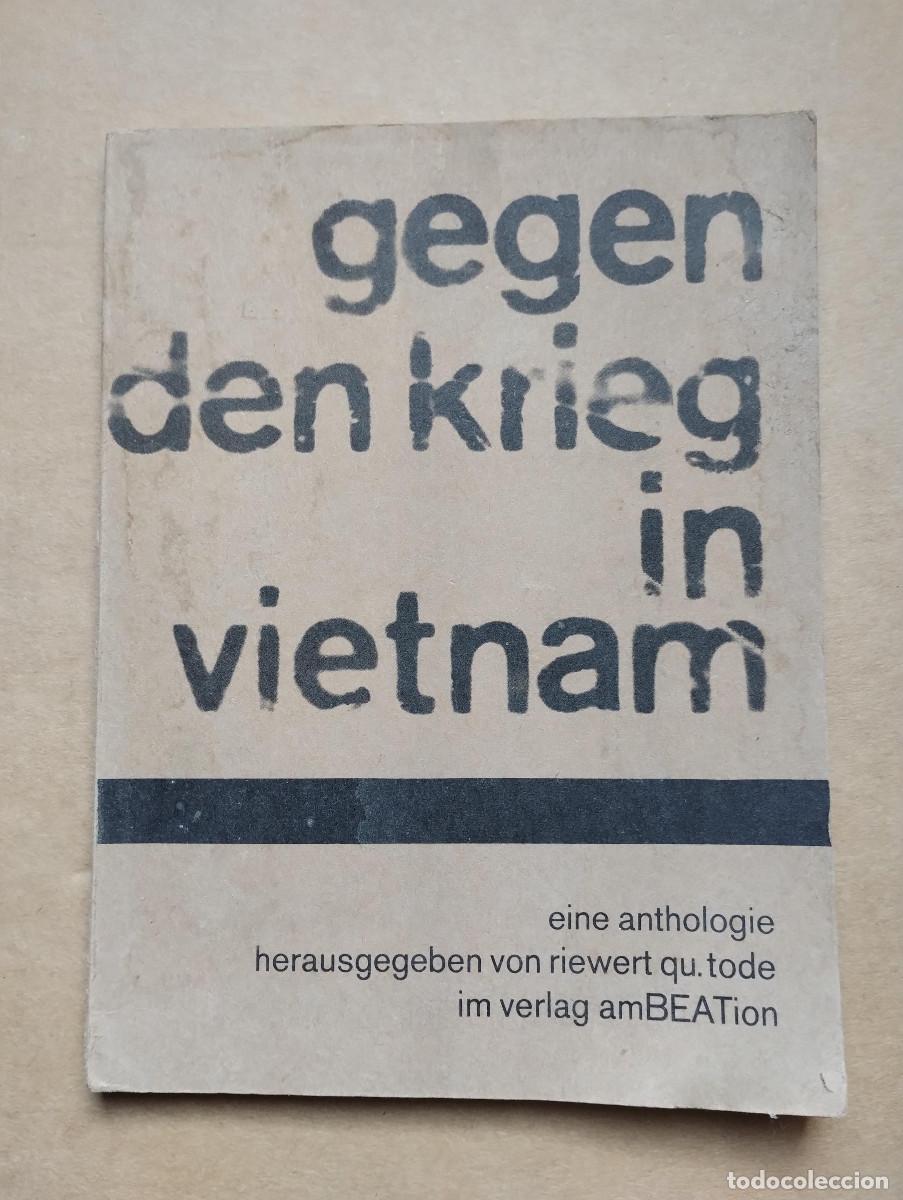 gegen
den krieg
in
vietnam
eine anthologie
herausgegeben von riewert qu. tode
im verlag amBEATion
todocoleccion